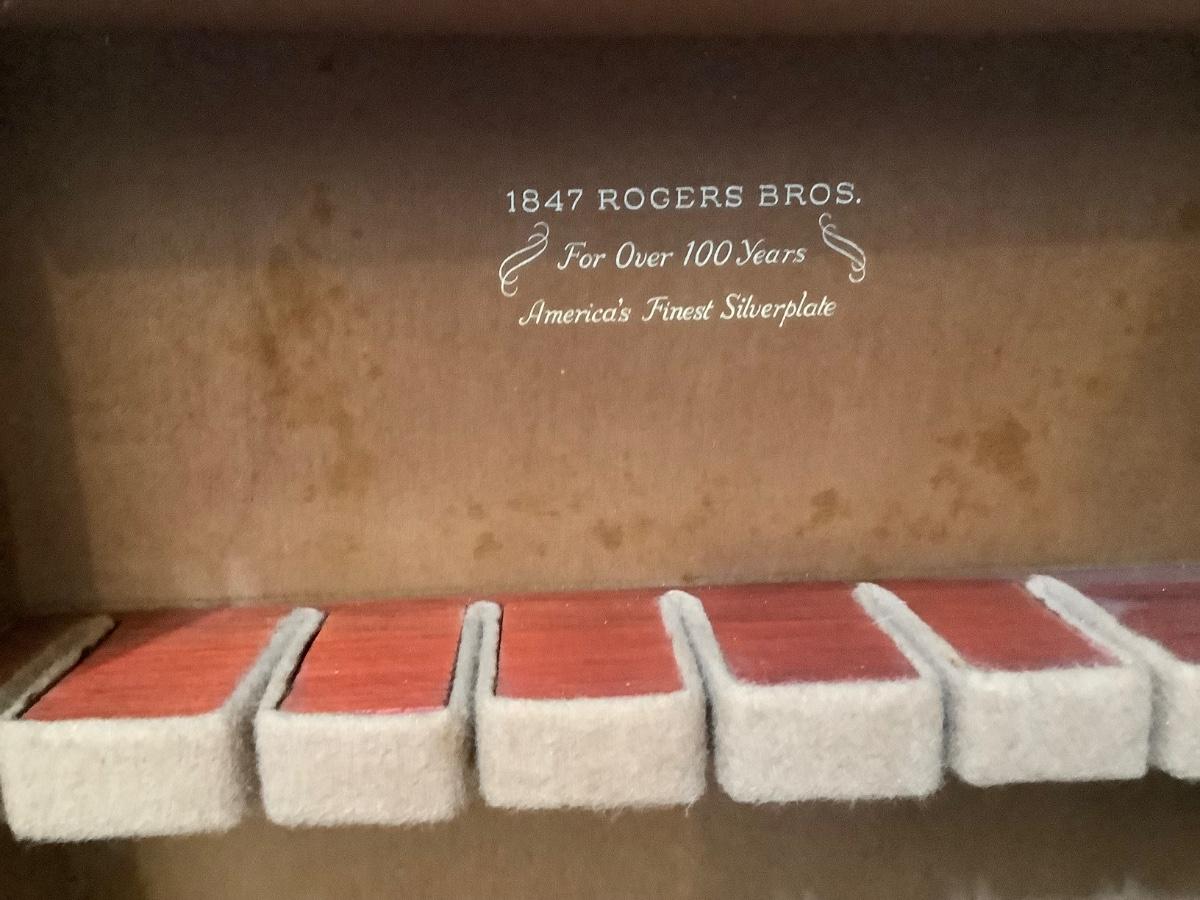 1847 ROGERS BROS.
For Over 100 Years
America's Finest Silverplate